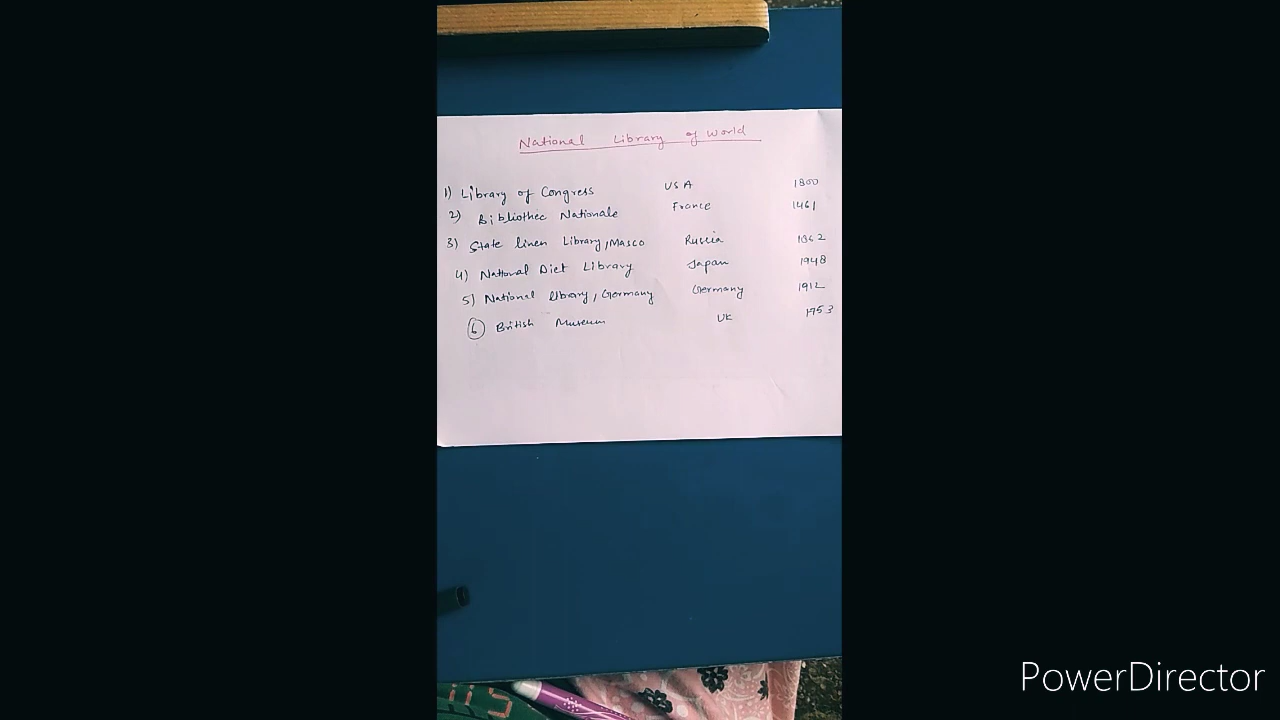 National Library of World
1) Library of Congress USA 1800
2) Bibliothec Nationale France 1461
3) State linen Library, Masco Russia 1862
4) National Diet Library Japan 1948
5) National library, Germany Germany 1912
6 British Museum UK 1753
PowerDirector